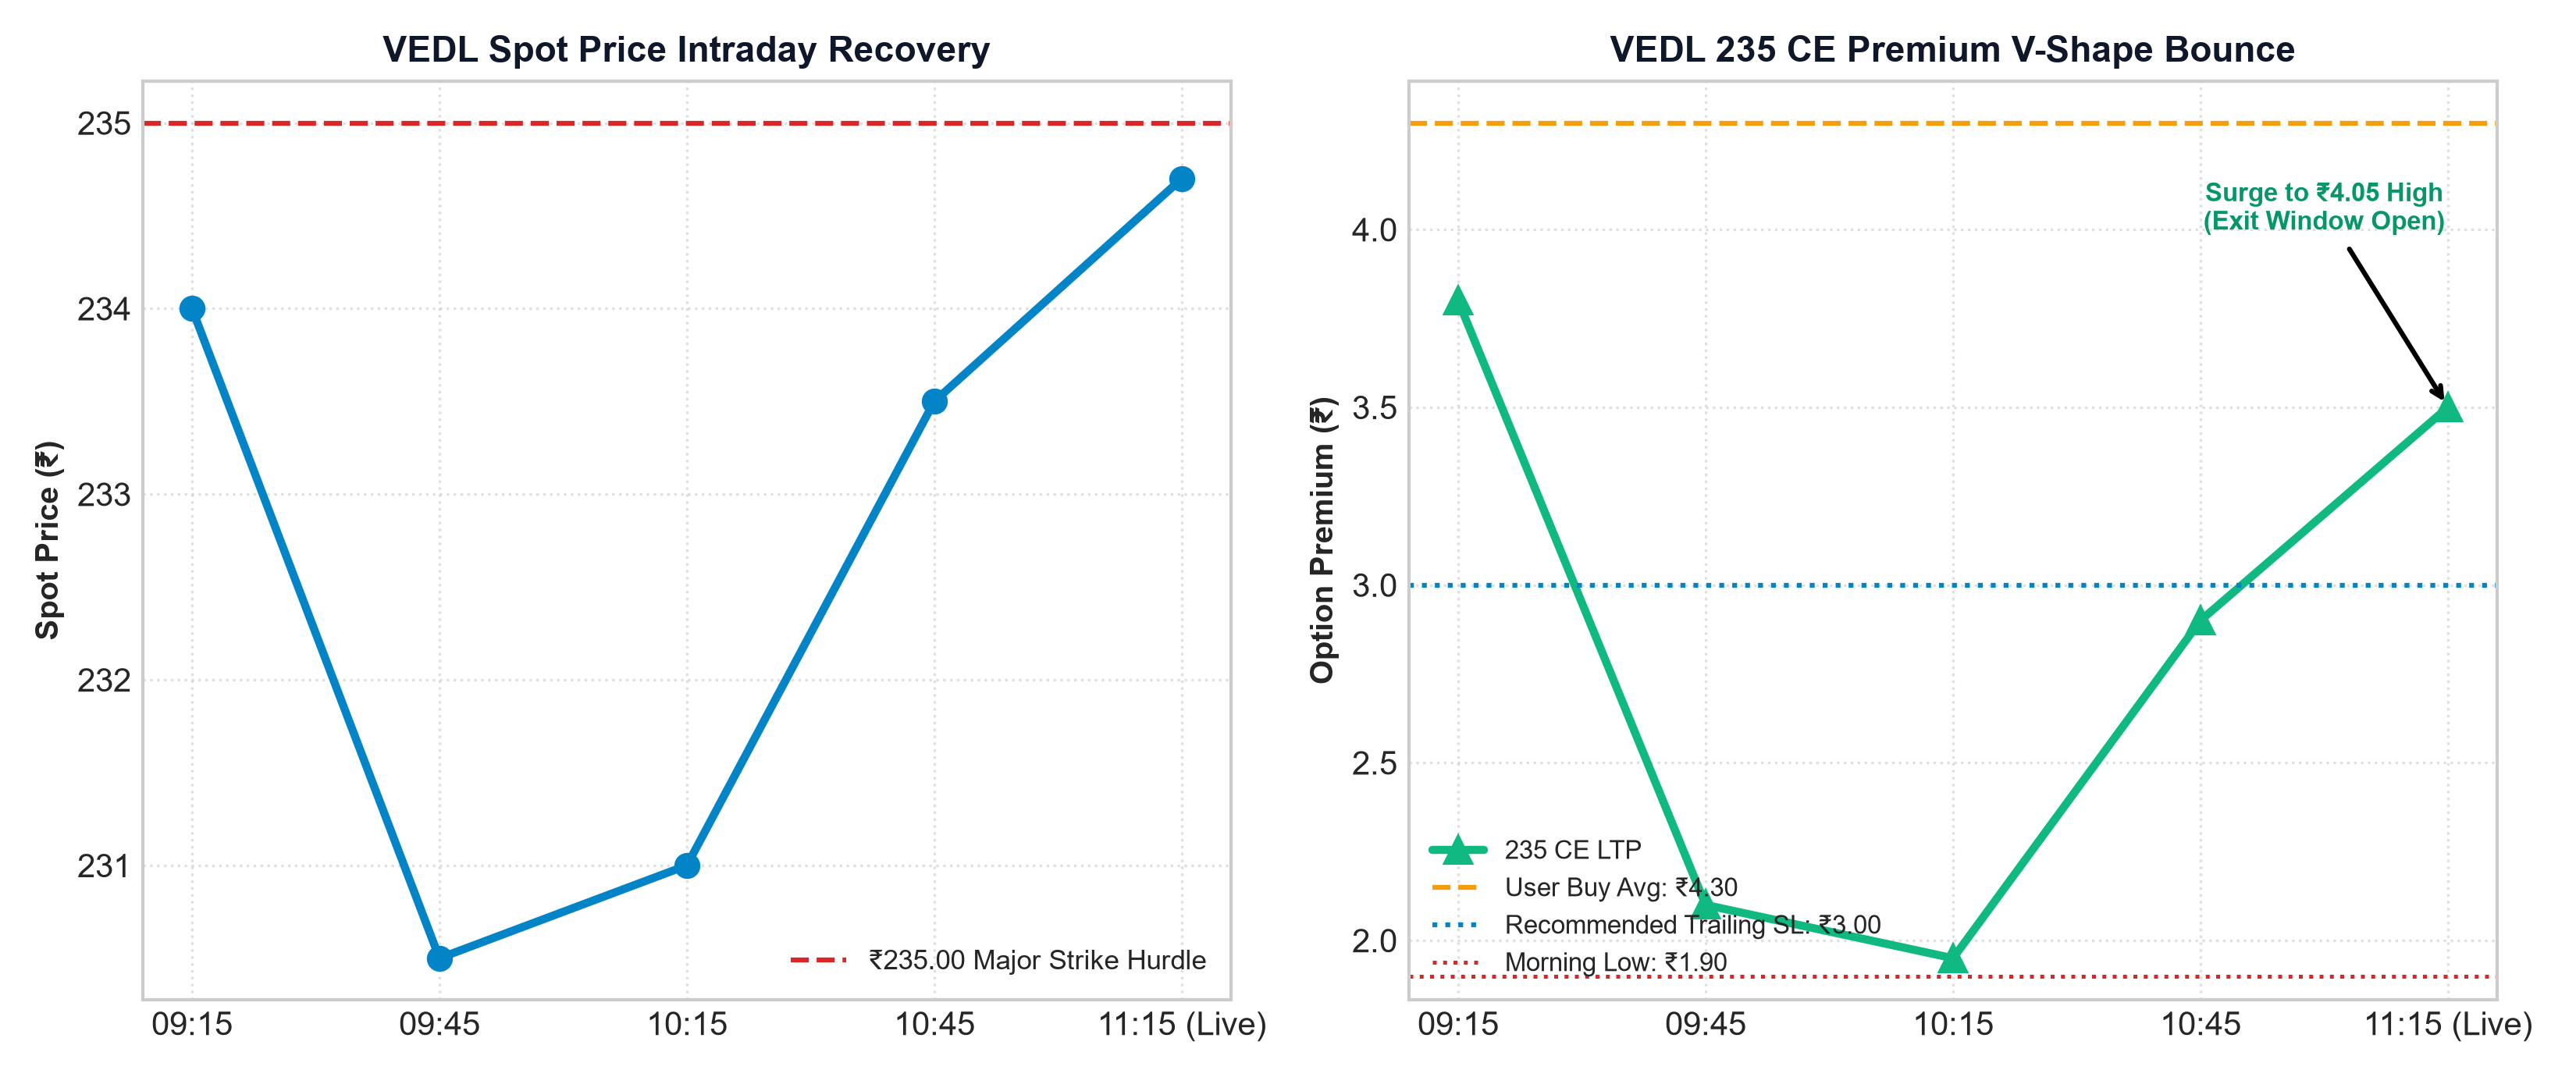 VEDL Spot Price Intraday Recovery
Spot Price (₹)
235
234
233
232
231
₹235.00 Major Strike Hurdle
09:15
09:45
10:15
10:45
11:15 (Live)
VEDL 235 CE Premium V-Shape Bounce
Option Premium (₹)
4.0
3.5
3.0
2.5
2.0
Surge to ₹4.05 High
(Exit Window Open)
235 CE LTP
User Buy Avg: ₹4.30
Recommended Trailing SL: ₹3.00
Morning Low: ₹1.90
09:15
09:45
10:15
10:45
11:15 (Live)